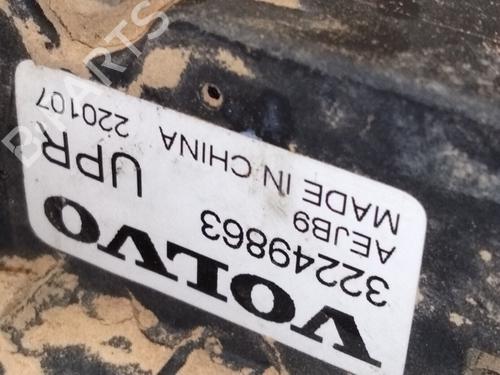 VOLVO
32249863 UPR
AEJB9
MADE IN CHINA 220107